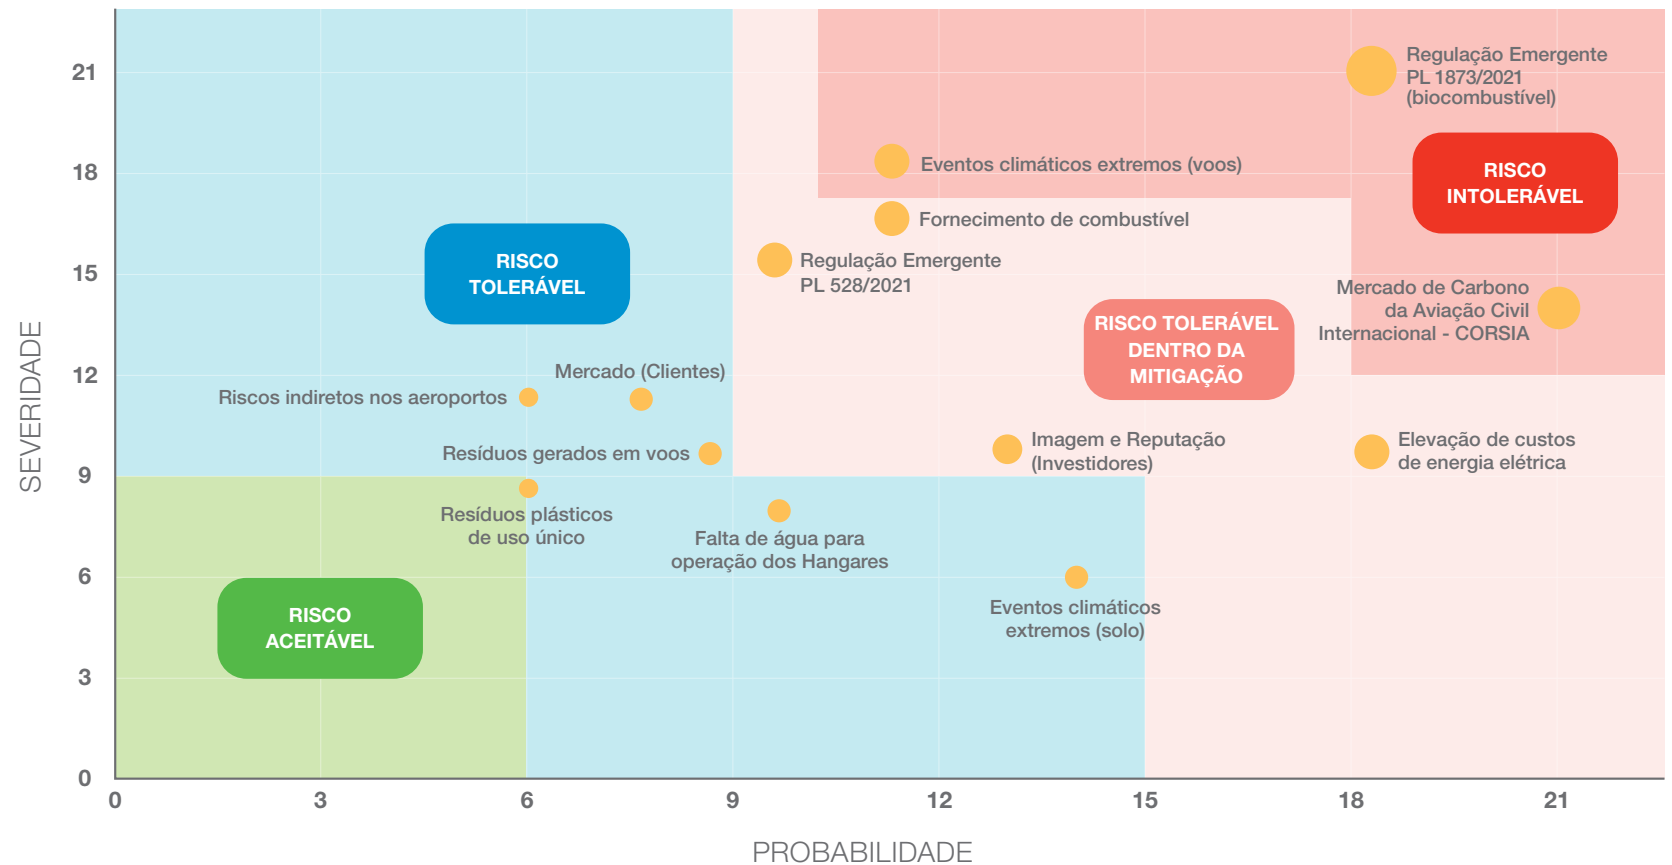 SEVERIDADE
21
18
15
12
9
6
3
0
Regulação Emergente
PL 1873/2021
(biocombustível)
Eventos climáticos extremos (voos)
RISCO
INTOLERÁVEL
Fornecimento de combustível
RISCO
TOLERÁVEL
Regulação Emergente
PL 528/2021
Mercado de Carbono
da Aviação Civil
Internacional - CORSIA
RISCO TOLERÁVEL
DENTRO DA
MITIGAÇÃO
Mercado (Clientes)
Riscos indiretos nos aeroportos
Resíduos gerados em voos
Imagem e Reputação
(Investidores)
Elevação de custos
de energia elétrica
Resíduos plásticos
de uso único
Falta de água para
operação dos Hangares
Eventos climáticos
extremos (solo)
RISCO
ACEITÁVEL
0 3 6 9 12 15 18 21
PROBABILIDADE